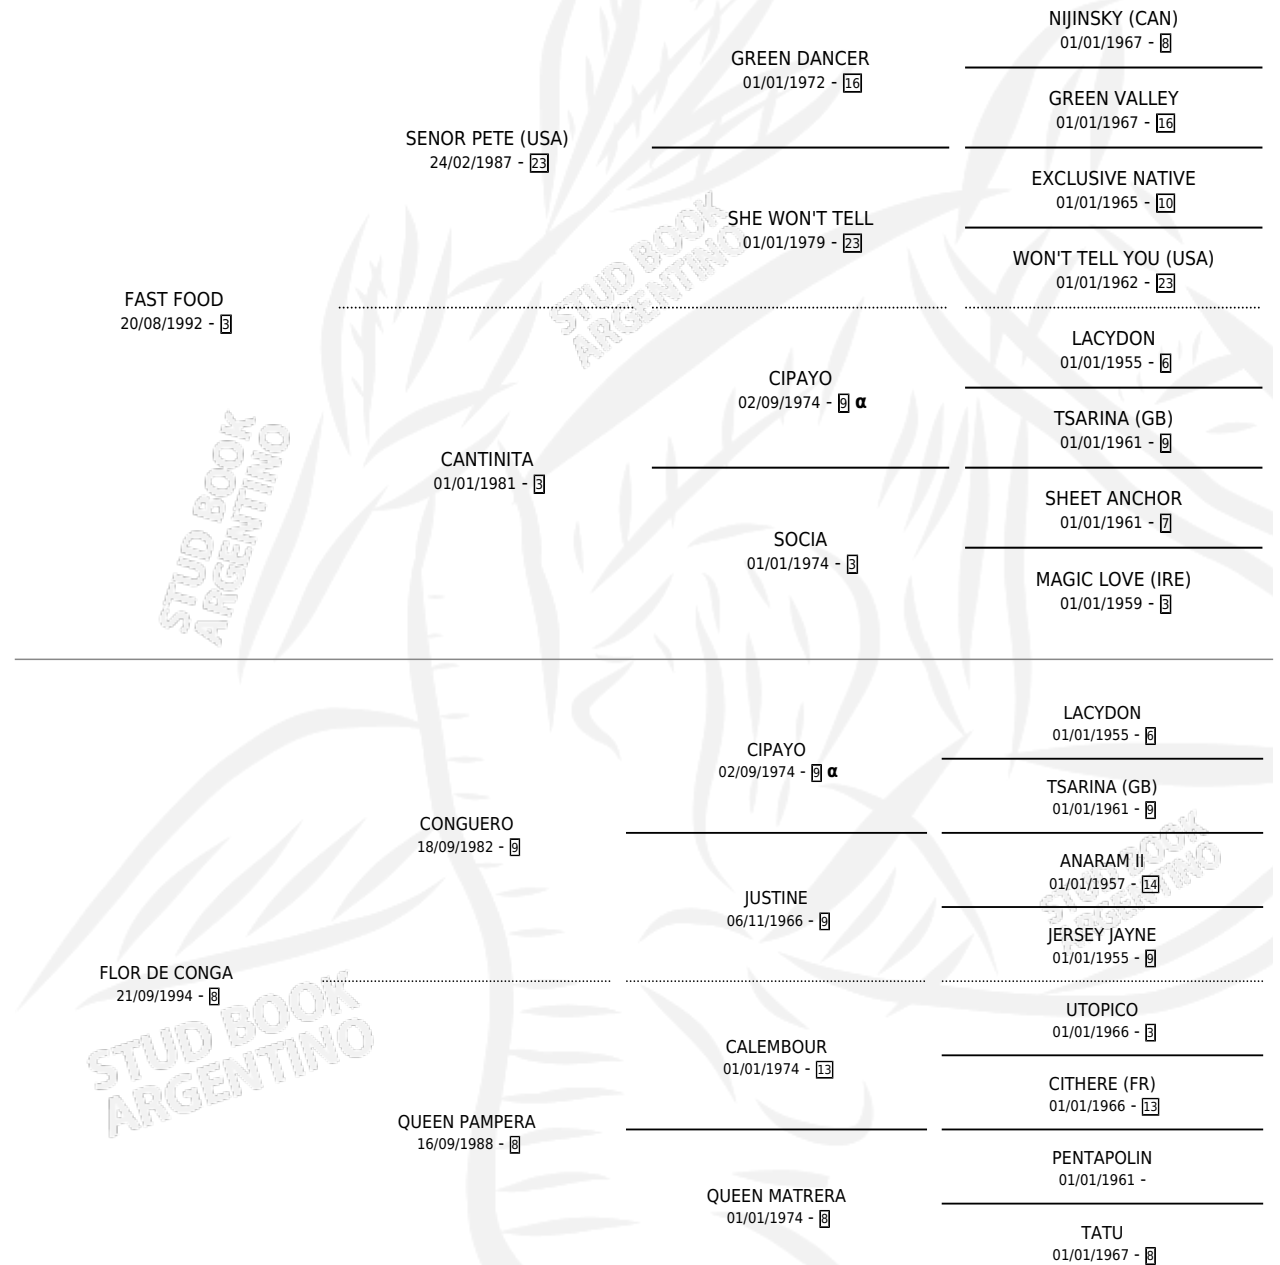 NIJINSKY (CAN)
01/01/1967 - 8
GREEN DANCER
01/01/1972 - 16
GREEN VALLEY
01/01/1967 - 16
SENOR PETE (USA)
24/02/1987 - 23
EXCLUSIVE NATIVE
01/01/1965 - 10
SHE WON'T TELL
01/01/1979 - 23
WON'T TELL YOU (USA)
01/01/1962 - 23
FAST FOOD
20/08/1992 - 3
LACYDON
01/01/1955 - 6
CIPAYO
02/09/1974 - 9 α
TSARINA (GB)
01/01/1961 - 9
CANTINITA
01/01/1981 - 3
SHEET ANCHOR
01/01/1961 - 7
SOCIA
01/01/1974 - 3
MAGIC LOVE (IRE)
01/01/1959 - 3
LACYDON
01/01/1955 - 6
CIPAYO
02/09/1974 - 9 α
TSARINA (GB)
01/01/1961 - 9
CONGUERO
18/09/1982 - 9
ANARAM II
01/01/1957 - 14
JUSTINE
06/11/1966 - 9
JERSEY JAYNE
01/01/1955 - 9
FLOR DE CONGA
21/09/1994 - 8
UTOPICO
01/01/1966 - 3
CALEMBOUR
01/01/1974 - 13
CITHERE (FR)
01/01/1966 - 13
QUEEN PAMPERA
16/09/1988 - 8
PENTAPOLIN
01/01/1961 -
QUEEN MATRERA
01/01/1974 - 8
TATU
01/01/1967 - 8
STUD BOOK
ARGENTINO
STUD BOOK
ARGENTINO
STUD BOOK
ARGENTINO
STUD BOOK
ARGENTINO